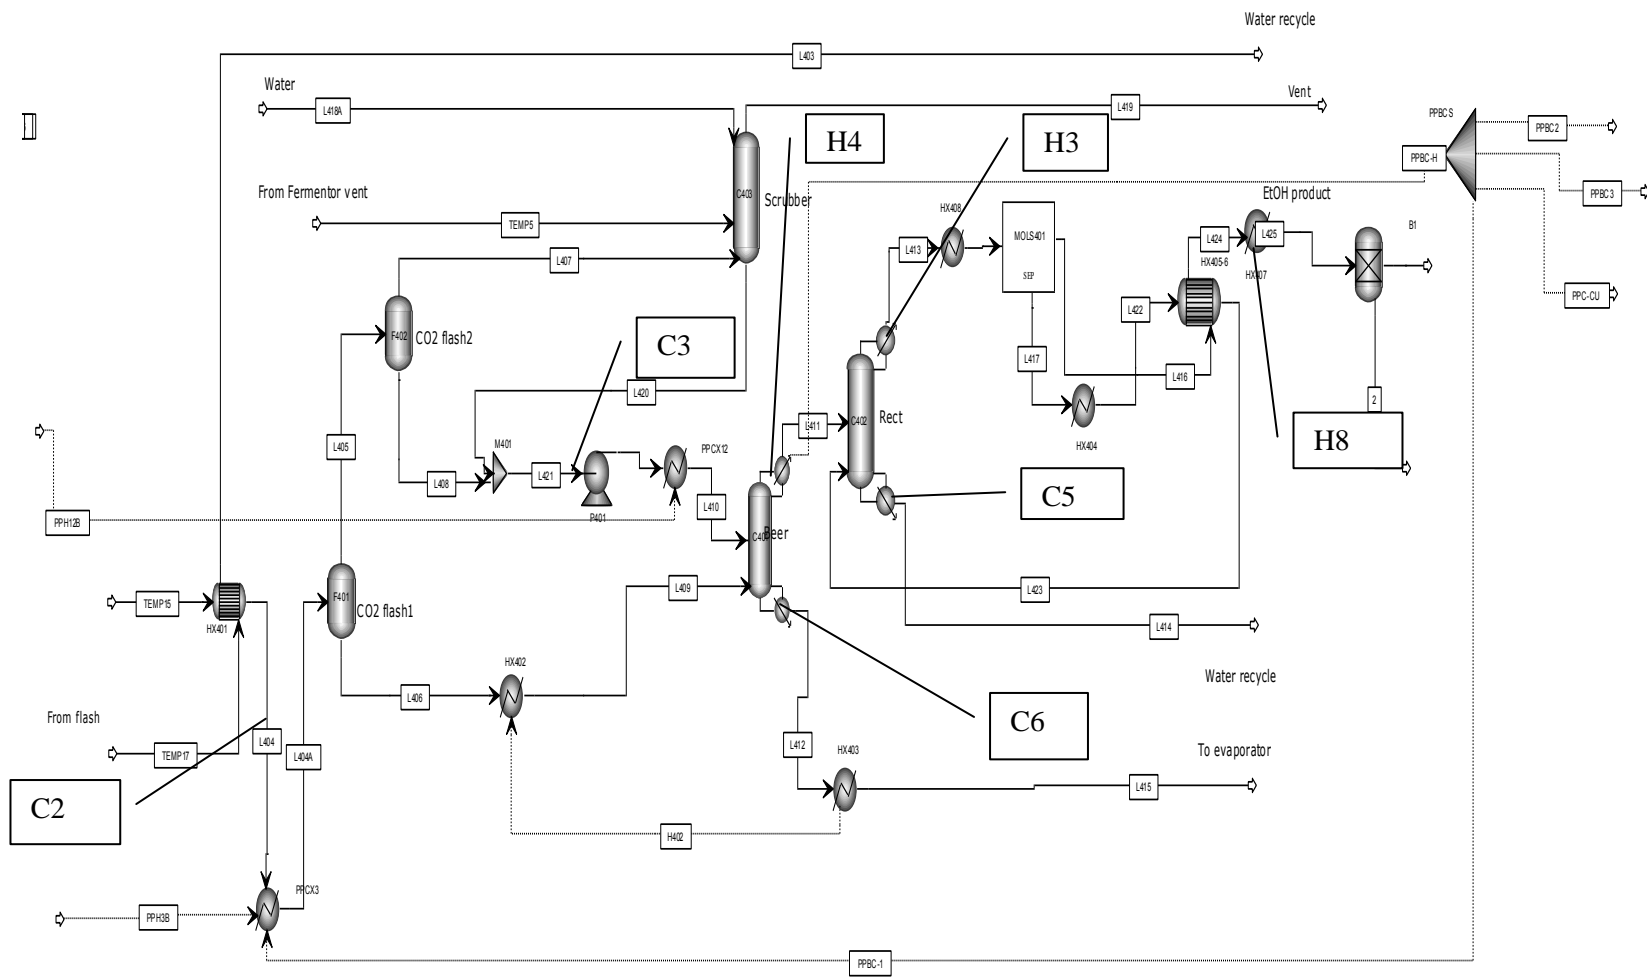 Water recycle
L403
Water
L418A
L419
Vent
PPBCS
PPBC2
H4
H3
PPBC-H
PPBC3
From Fermentor vent
C403
Scrubber
EtOH product
TEMP5
HX408
L413
MOLS401
SEP
L424
L425
B1
HX405-6
HX407
L407
PPC-CU
F402
CO2 flash2
C3
L422
L417
L416
L420
L405
M401
L411
C402
Rect
2
HX404
H8
PPCX12
L408
L421
P401
L410
C5
PPH12B
Beer
TEMP15
HX401
F401
CO2 flash1
L409
L423
L414
HX402
Water recycle
L406
From flash
C6
L404
L404A
TEMP17
L412
HX403
To evaporator
C2
L415
H402
PPCX3
PPH3B
PPBC-1